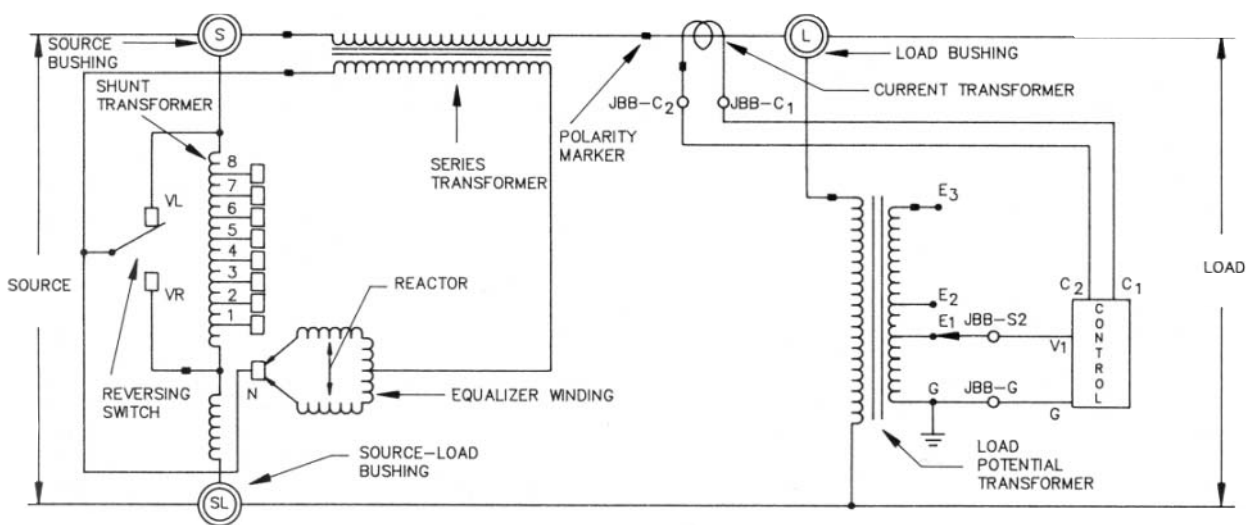 S
L
SOURCE
BUSHING
LOAD BUSHING
SHUNT
TRANSFORMER
CURRENT TRANSFORMER
JBB-C2
JBB-C1
POLARITY
MARKER
SERIES
TRANSFORMER
8
7
6
5
4
3
2
1
VL
VR
E3
E2
E1
SOURCE
LOAD
REACTOR
C2
C1
JBB-S2
V1
CONTROL
REVERSING
SWITCH
N
EQUALIZER WINDING
G
JBB-G
G
SOURCE-LOAD
BUSHING
LOAD
POTENTIAL
TRANSFORMER
SL